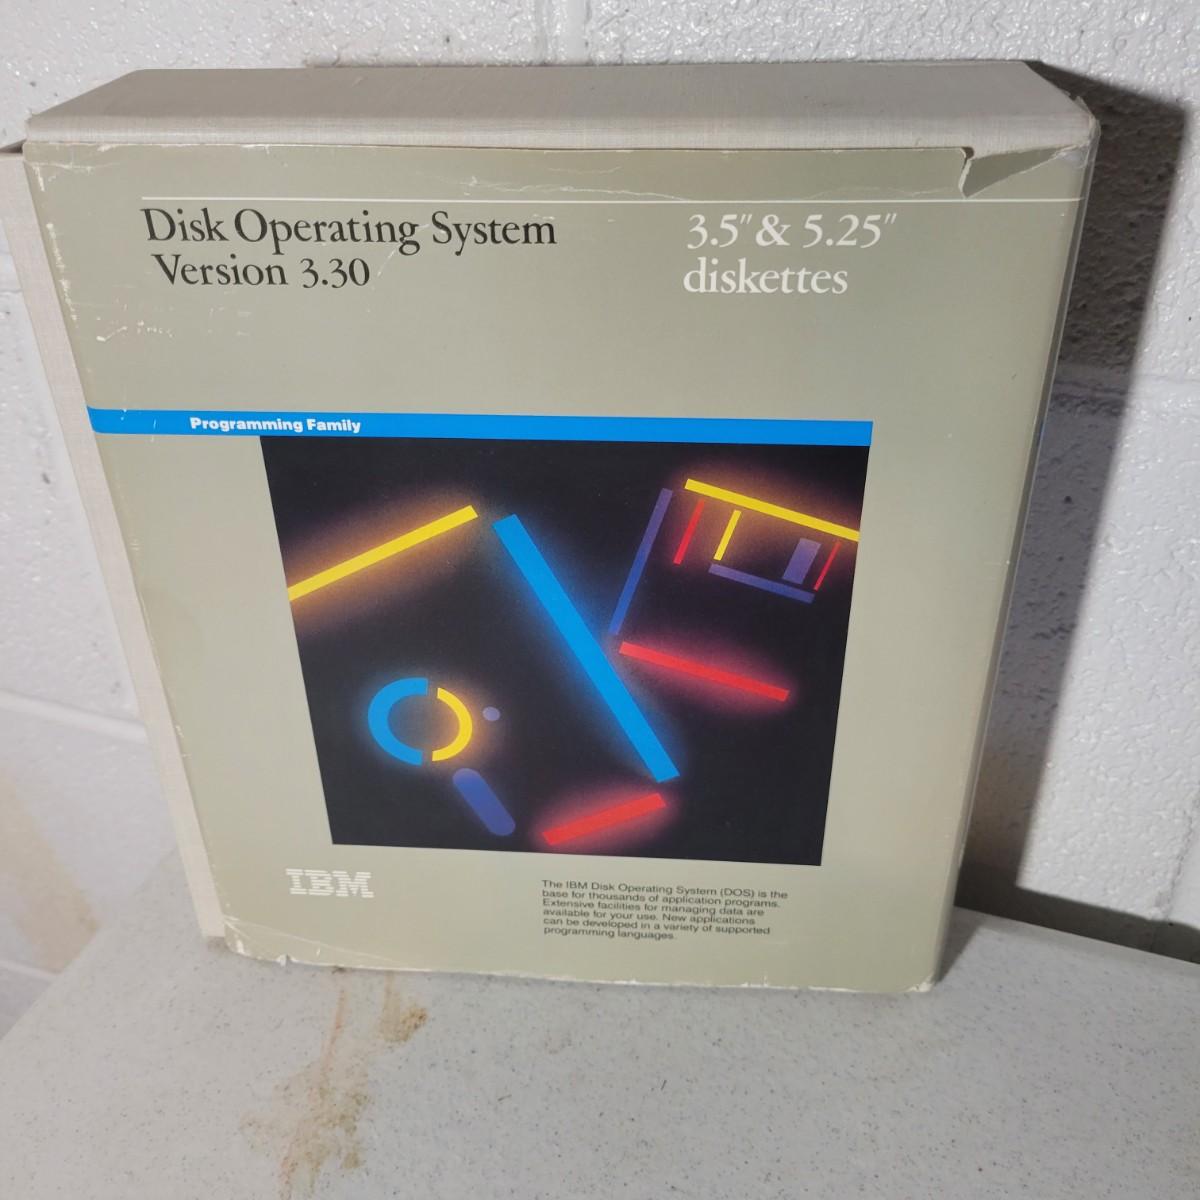 Disk Operating System
Version 3.30
3.5" & 5.25"
diskettes
Programming Family
IBM
The IBM Disk Operating System (DOS) is the
base for thousands of application programs.
Extensive facilities for managing data are
available for your use. New applications
can be developed in a variety of supported
programming languages.